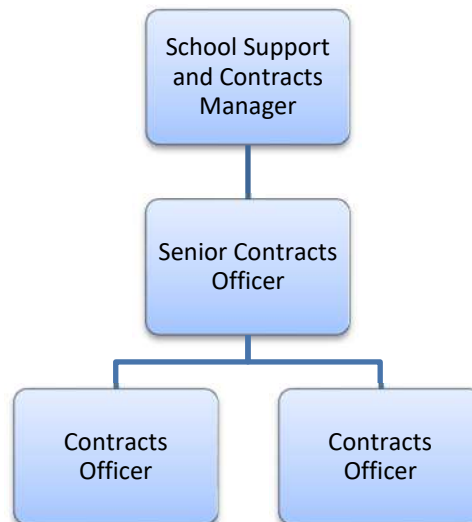 School Support
and Contracts
Manager
Senior Contracts
Officer
Contracts
Officer
Contracts
Officer